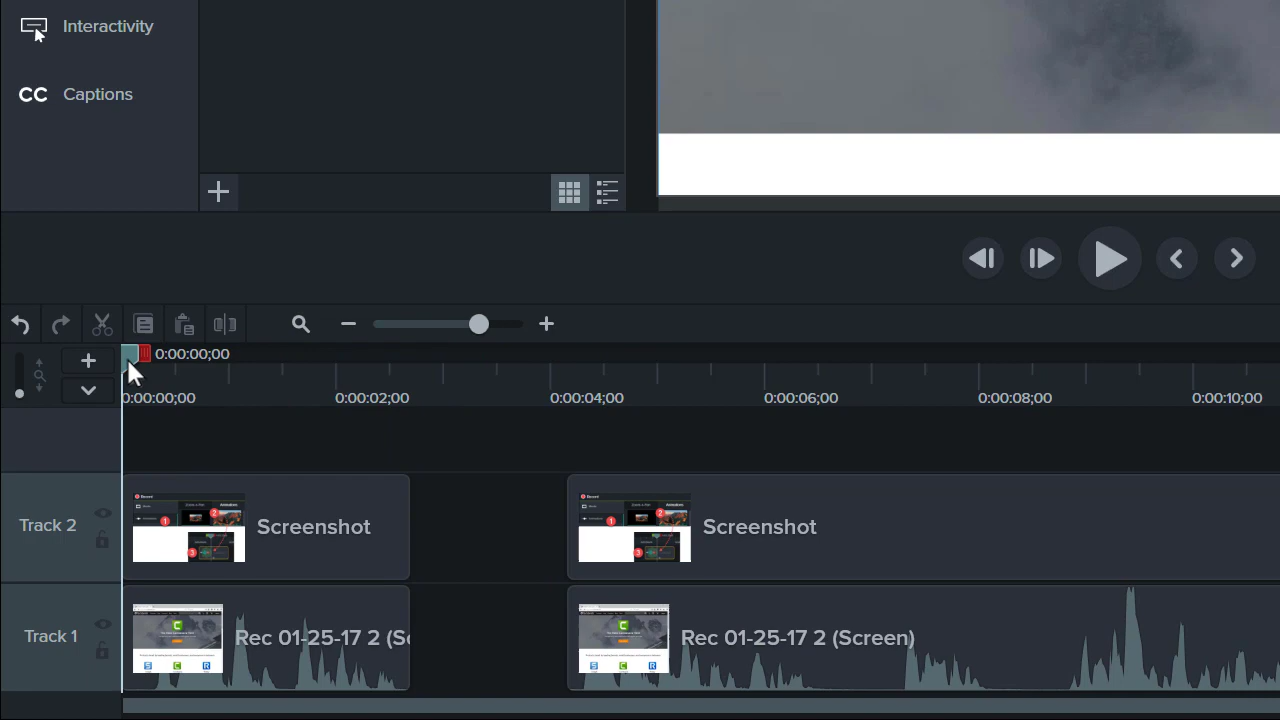 Interactivity
CC Captions
0:00:00;00
0:00:00;00 0:00:02;00 0:00:04;00 0:00:06;00 0:00:08;00 0:00:10;00
Track 2 Screenshot Screenshot
Track 1 Rec 01-25-17 2 (Sc Rec 01-25-17 2 (Screen)